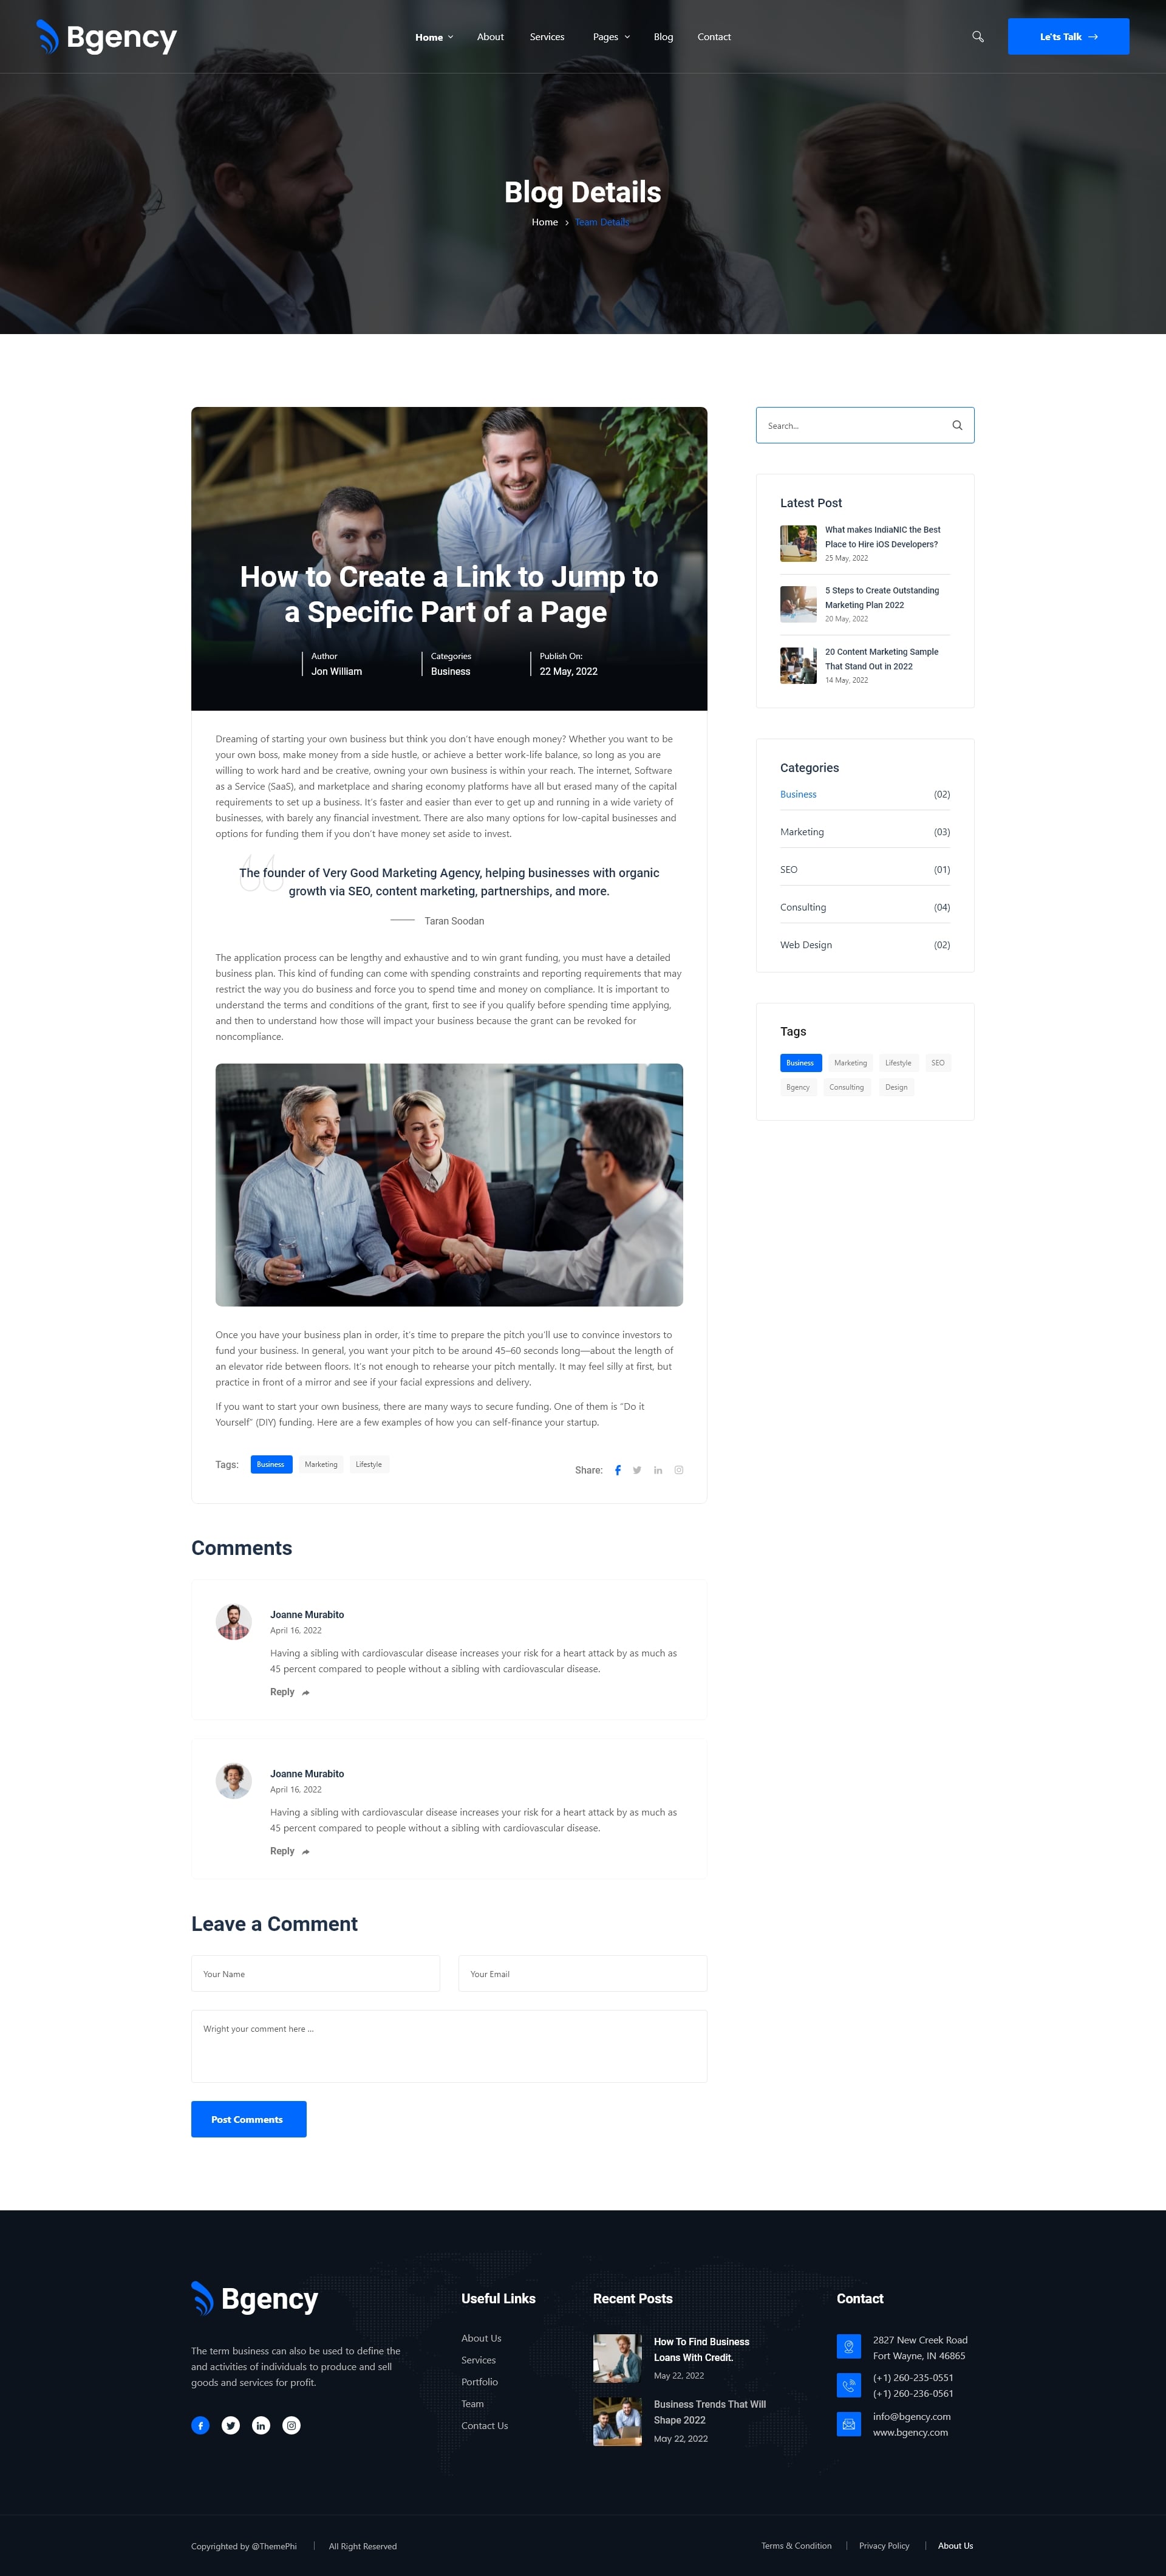 Bgency
Home
About
Services
Pages
Blog
Contact
Le'ts Talk
Blog Details
Home
Team Details
How to Create a Link to Jump to
a Specific Part of a Page
Author
Jon William
Categories
Business
Publish On:
22 May, 2022
Dreaming of starting your own business but think you don't have enough money? Whether you want to be
your own boss, make money from a side hustle, or achieve a better work-life balance, so long as you are
willing to work hard and be creative, owning your own business is within your reach. The internet, Software
as a Service (SaaS), and marketplace and sharing economy platforms have all but erased many of the capital
requirements to set up a business. It's faster and easier than ever to get up and running in a wide variety of
businesses, with barely any financial investment. There are also many options for low-capital businesses and
options for funding them if you don't have money set aside to invest.
The founder of Very Good Marketing Agency, helping businesses with organic
growth via SEO, content marketing, partnerships, and more.
Taran Soodan
The application process can be lengthy and exhaustive and to win grant funding, you must have a detailed
business plan. This kind of funding can come with spending constraints and reporting requirements that may
restrict the way you do business and force you to spend time and money on compliance. It is important to
understand the terms and conditions of the grant, first to see if you qualify before spending time applying,
and then to understand how those will impact your business because the grant can be revoked for
noncompliance.
Once you have your business plan in order, it's time to prepare the pitch you'll use to convince investors to
fund your business. In general, you want your pitch to be around 45–60 seconds long—about the length of
an elevator ride between floors. It's not enough to rehearse your pitch mentally. It may feel silly at first, but
practice in front of a mirror and see if your facial expressions and delivery.
If you want to start your own business, there are many ways to secure funding. One of them is "Do it
Yourself" (DIY) funding. Here are a few examples of how you can self-finance your startup.
Tags:
Business
Marketing
Lifestyle
Share:
Search...
Latest Post
What makes IndiaNIC the Best
Place to Hire iOS Developers?
25 May, 2022
5 Steps to Create Outstanding
Marketing Plan 2022
20 May, 2022
20 Content Marketing Sample
That Stand Out in 2022
14 May, 2022
Categories
Business (02)
Marketing (03)
SEO (01)
Consulting (04)
Web Design (02)
Tags
Business
Marketing
Lifestyle
SEO
Bgency
Consulting
Design
Comments
Joanne Murabito
April 16, 2022
Having a sibling with cardiovascular disease increases your risk for a heart attack by as much as
45 percent compared to people without a sibling with cardiovascular disease.
Reply
Joanne Murabito
April 16, 2022
Having a sibling with cardiovascular disease increases your risk for a heart attack by as much as
45 percent compared to people without a sibling with cardiovascular disease.
Reply
Leave a Comment
Your Name
Your Email
Wright your comment here ...
Post Comments
Bgency
The term business can also be used to define the
and activities of individuals to produce and sell
goods and services for profit.
Useful Links
About Us
Services
Portfolio
Team
Contact Us
Recent Posts
How To Find Business
Loans With Credit.
May 22, 2022
Business Trends That Will
Shape 2022
May 22, 2022
Contact
2827 New Creek Road
Fort Wayne, IN 46865
(+1) 260-235-0551
(+1) 260-236-0561
info@bgency.com
www.bgency.com
Copyrighted by @ThemePhi
All Right Reserved
Terms & Condition
Privacy Policy
About Us